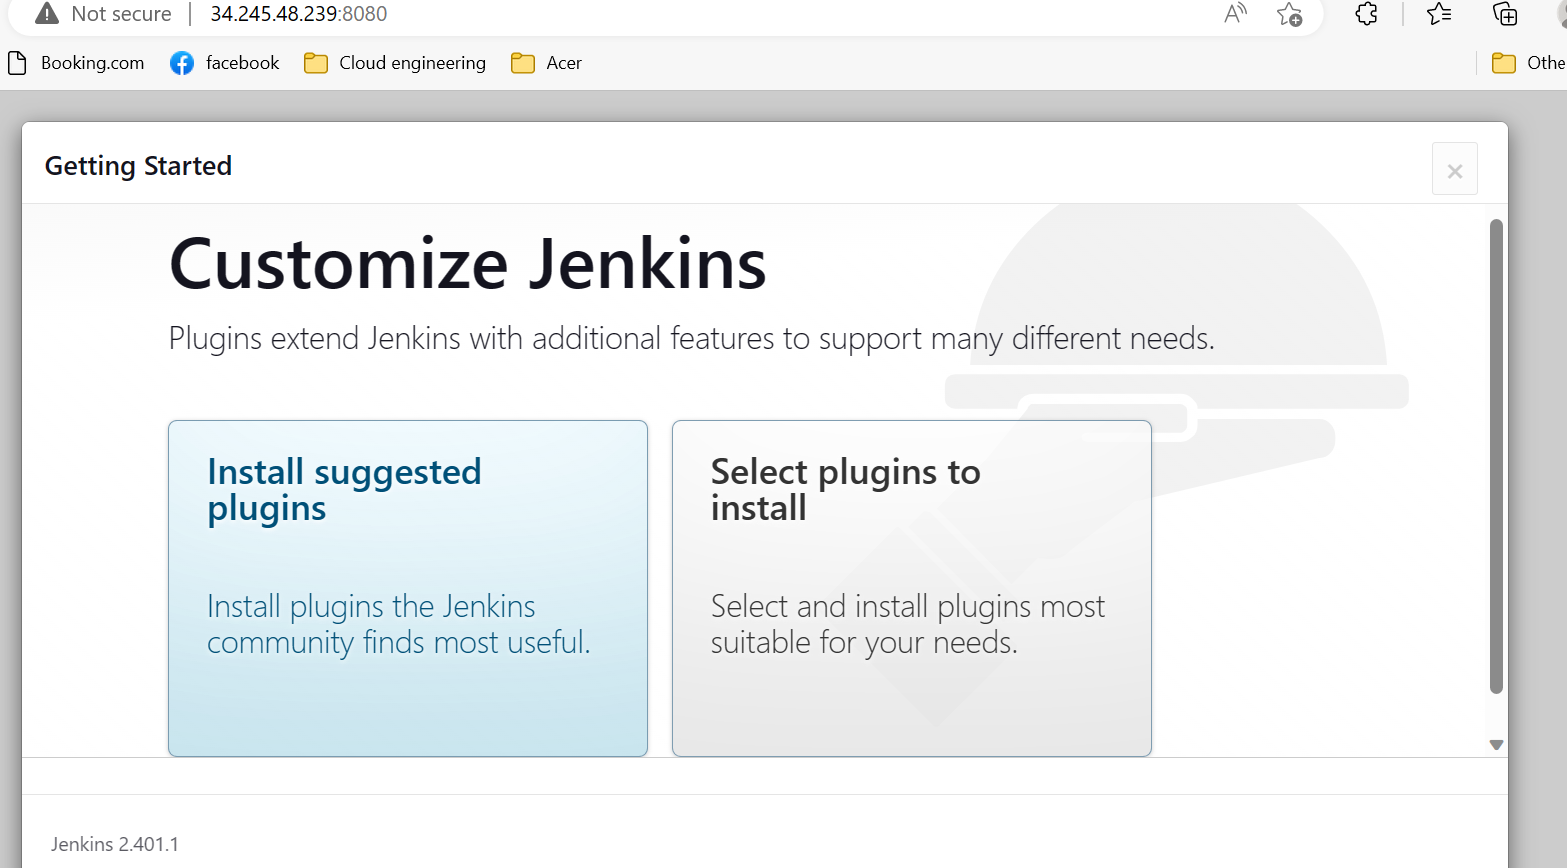 Not secure | 34.245.48.239:8080
Booking.com facebook Cloud engineering Acer Othe
Getting Started
Customize Jenkins
Plugins extend Jenkins with additional features to support many different needs.
Install suggested
plugins
Install plugins the Jenkins
community finds most useful.
Select plugins to
install
Select and install plugins most
suitable for your needs.
Jenkins 2.401.1